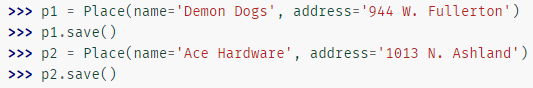 >>> p1 = Place(name='Demon Dogs', address='944 W. Fullerton')
>>> p1.save()
>>> p2 = Place(name='Ace Hardware', address='1013 N. Ashland')
>>> p2.save()